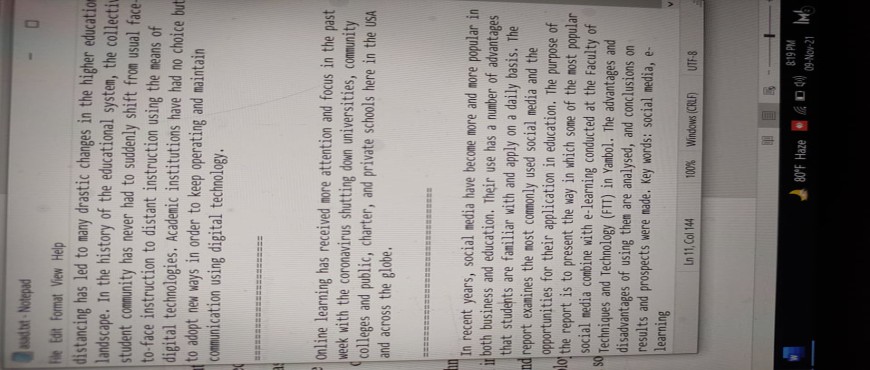 asad.txt - Notepad
File Edit Format View Help
distancing has led to many drastic changes in the higher education
landscape. In the history of the educational system, the collectiv
student community has never had to suddenly shift from usual face-
to-face instruction to distant instruction using the means of
digital technologies. Academic institutions have had no choice but
to adopt new ways in order to keep operating and maintain
communication using digital technology.
Online learning has received more attention and focus in the past
week with the coronavirus shutting down universities, community
colleges and public, charter, and private schools here in the USA
and across the globe.
In recent years, social media have become more and more popular in
both business and education. Their use has a number of advantages
that students are familiar with and apply on a daily basis. the
report examines the most commonly used social media and the
opportunities for their application in education. The purpose of
the report is to present the way in which some of the most popular
social media combine with e-learning conducted at the Faculty of
Techniques and Technology (FTT) in Yambol. The advantages and
disadvantages of using them are analysed, and conclusions on
results and prospects were made. Key words: social media, e-
learning
Ln 11, Col 144 100% Windows (CRLF) UTF-8
80°F Haze 8:19 PM
09-Nov-21